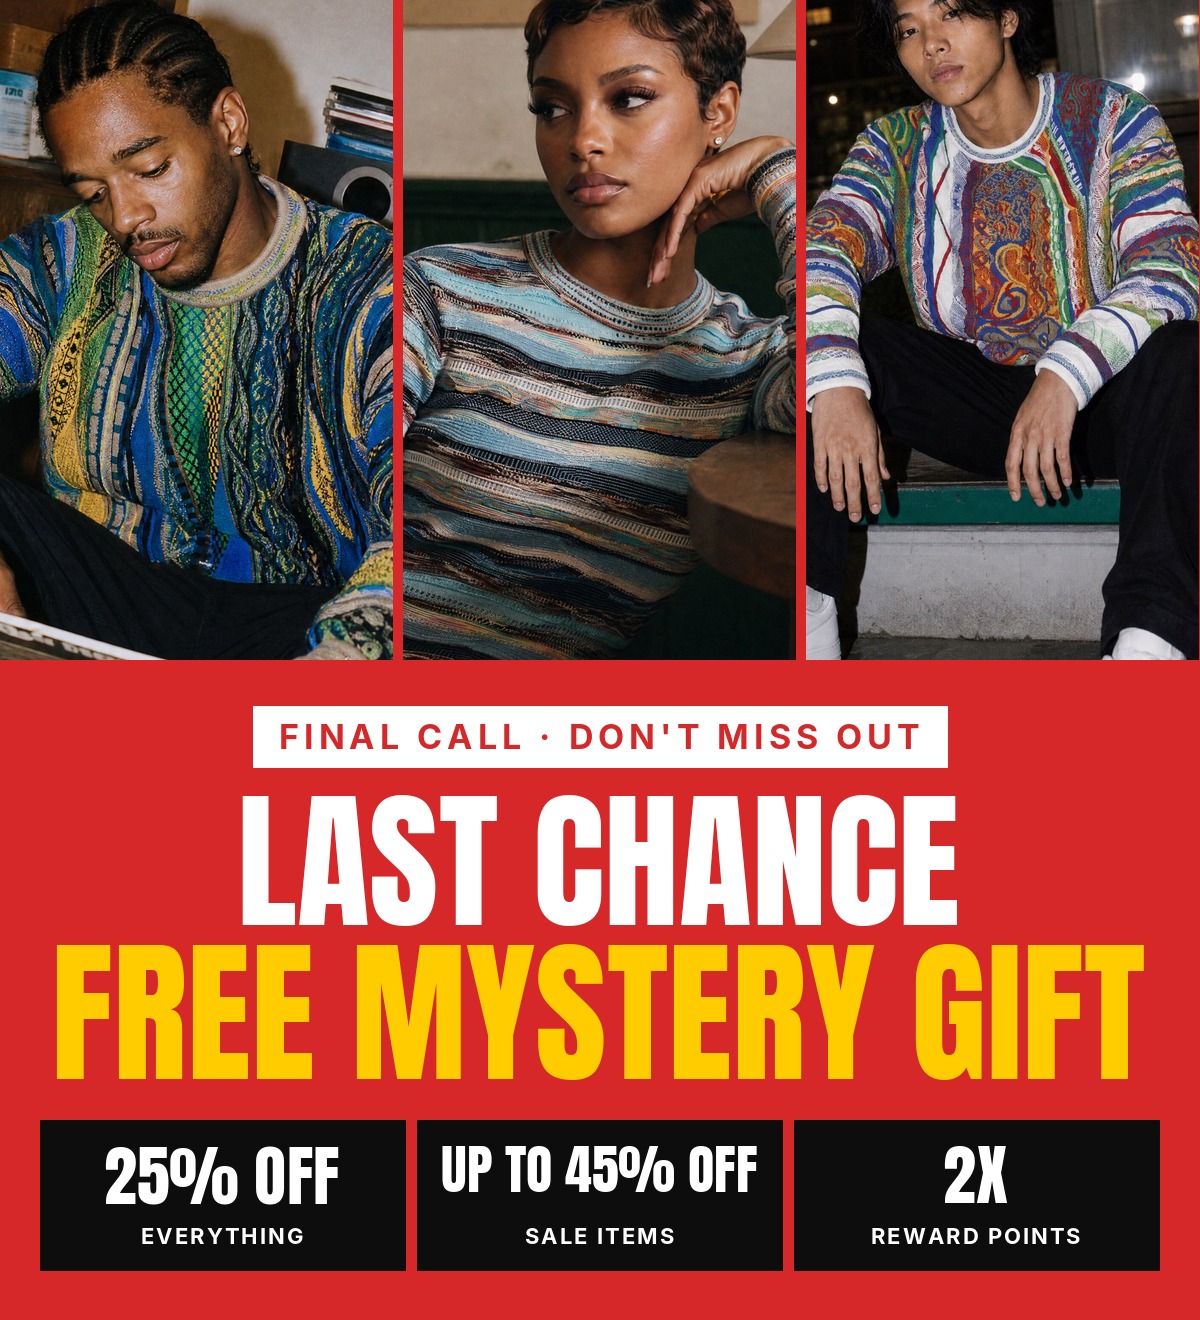 FINAL CALL · DON'T MISS OUT
LAST CHANCE
FREE MYSTERY GIFT
25% OFF
EVERYTHING
UP TO 45% OFF
SALE ITEMS
2X
REWARD POINTS